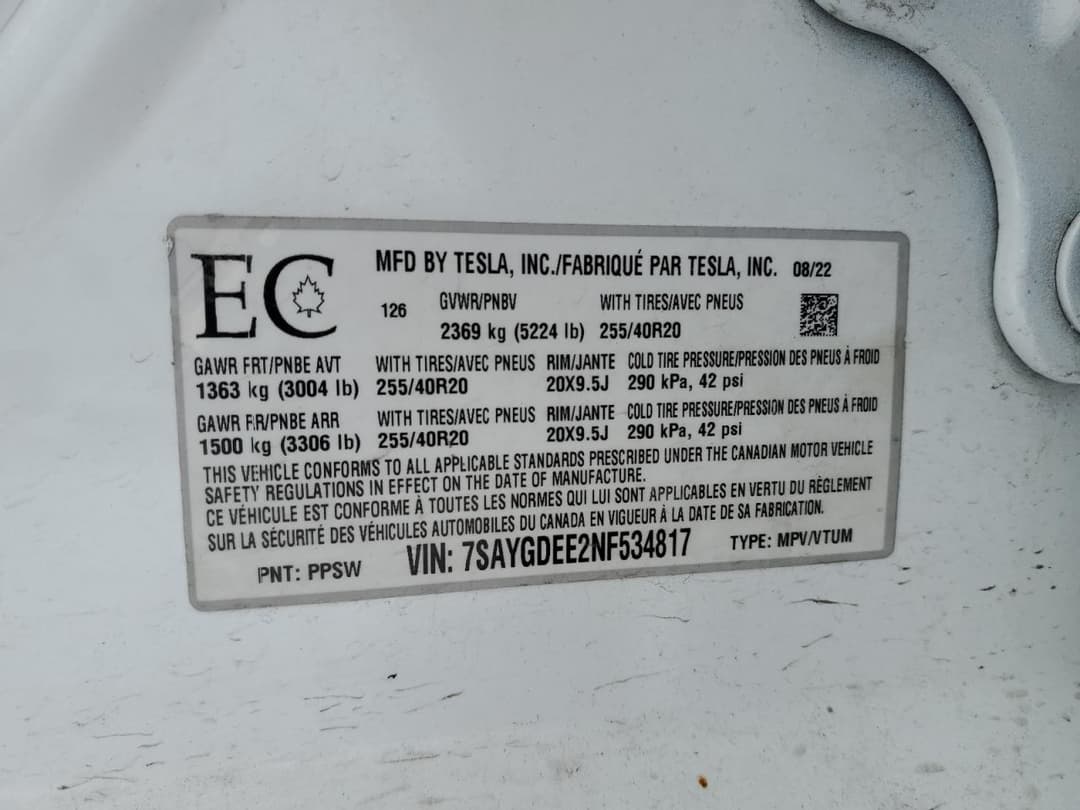 EC
MFD BY TESLA, INC./FABRIQUÉ PAR TESLA, INC. 08/22
126 GVWR/PNBV WITH TIRES/AVEC PNEUS
2369 kg (5224 lb) 255/40R20
GAWR FRT/PNBE AVT WITH TIRES/AVEC PNEUS RIM/JANTE COLD TIRE PRESSURE/PRESSION DES PNEUS À FROID
1363 kg (3004 lb) 255/40R20 20X9.5J 290 kPa, 42 psi
GAWR RR/PNBE ARR WITH TIRES/AVEC PNEUS RIM/JANTE COLD TIRE PRESSURE/PRESSION DES PNEUS À FROID
1500 kg (3306 lb) 255/40R20 20X9.5J 290 kPa, 42 psi
THIS VEHICLE CONFORMS TO ALL APPLICABLE STANDARDS PRESCRIBED UNDER THE CANADIAN MOTOR VEHICLE
SAFETY REGULATIONS IN EFFECT ON THE DATE OF MANUFACTURE.
CE VÉHICULE EST CONFORME À TOUTES LES NORMES QUI LUI SONT APPLICABLES EN VERTU DU RÈGLEMENT
SUR LA SÉCURITÉ DES VÉHICULES AUTOMOBILES DU CANADA EN VIGUEUR À LA DATE DE SA FABRICATION.
PNT: PPSW VIN: 7SAYGDEE2NF534817 TYPE: MPV/VTUM